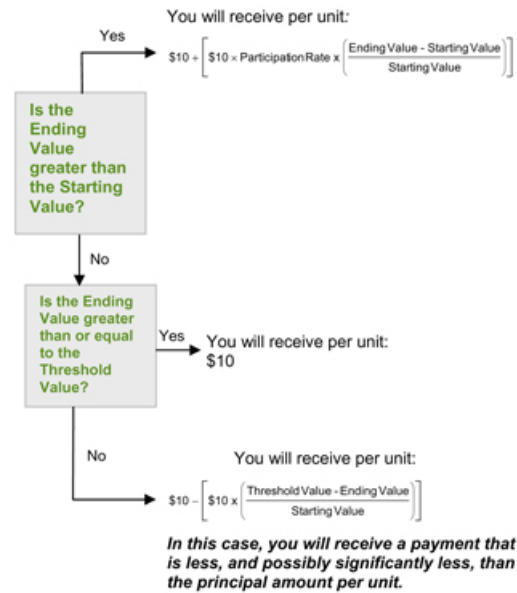 You will receive per unit:
Yes
$10 + [$10 × Participation Rate x (Ending Value - Starting Value / Starting Value)]
Is the
Ending
Value
greater than
the Starting
Value?
No
Is the Ending
Value greater
than or equal
to the
Threshold
Value?
Yes
You will receive per unit:
$10
No
You will receive per unit:
$10 – [$10 x (Threshold Value - Ending Value / Starting Value)]
In this case, you will receive a payment that
is less, and possibly significantly less, than
the principal amount per unit.